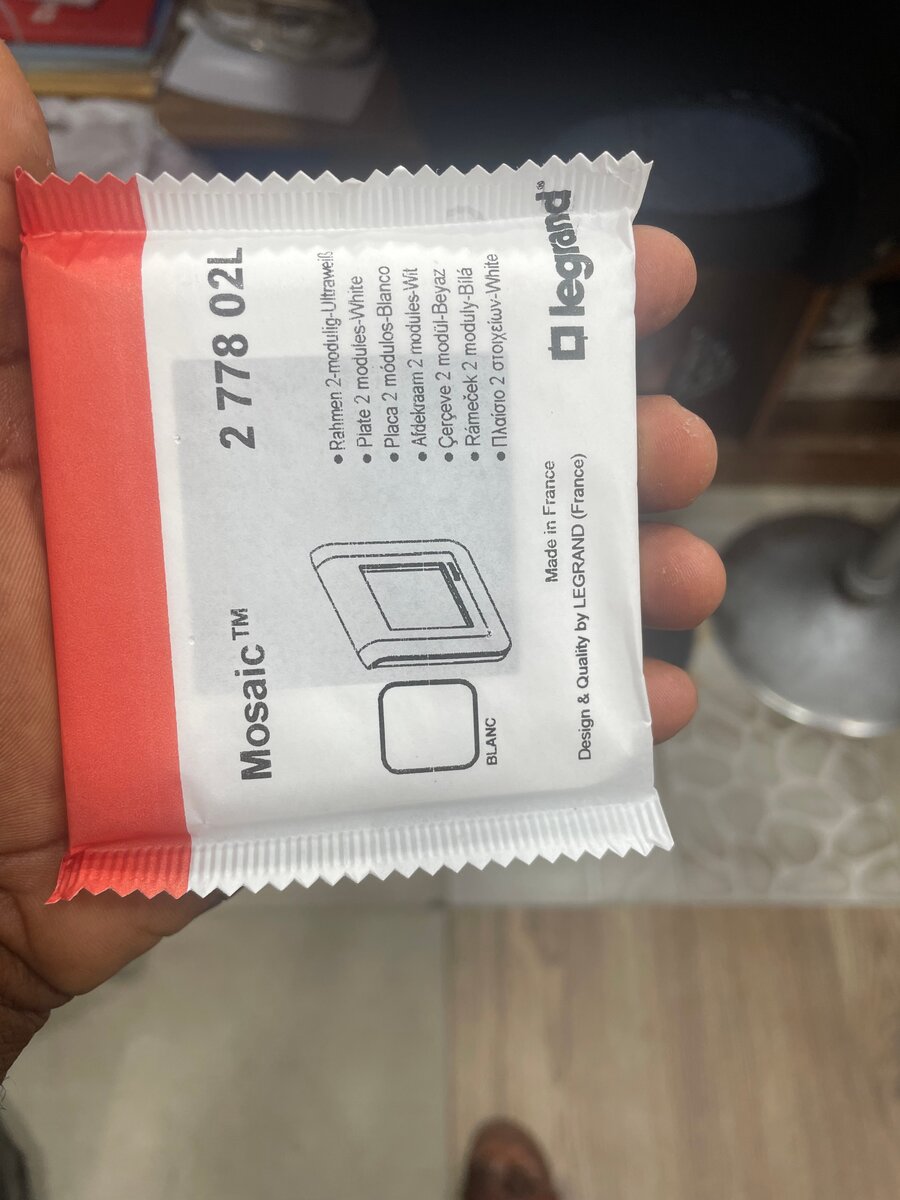 Mosaic™ 2 778 02L
• Rahmen 2-modulig-Ultraweiß
• Plate 2 modules-White
• Placa 2 módulos-Blanco
• Afdekraam 2 modules-Wit
• Çerçeve 2 modül-Beyaz
• Rámeček 2 moduly-Bílá
• Πλαίσιο 2 στοιχείων-White
BLANC
Made in France
Design & Quality by LEGRAND (France)
legrand®